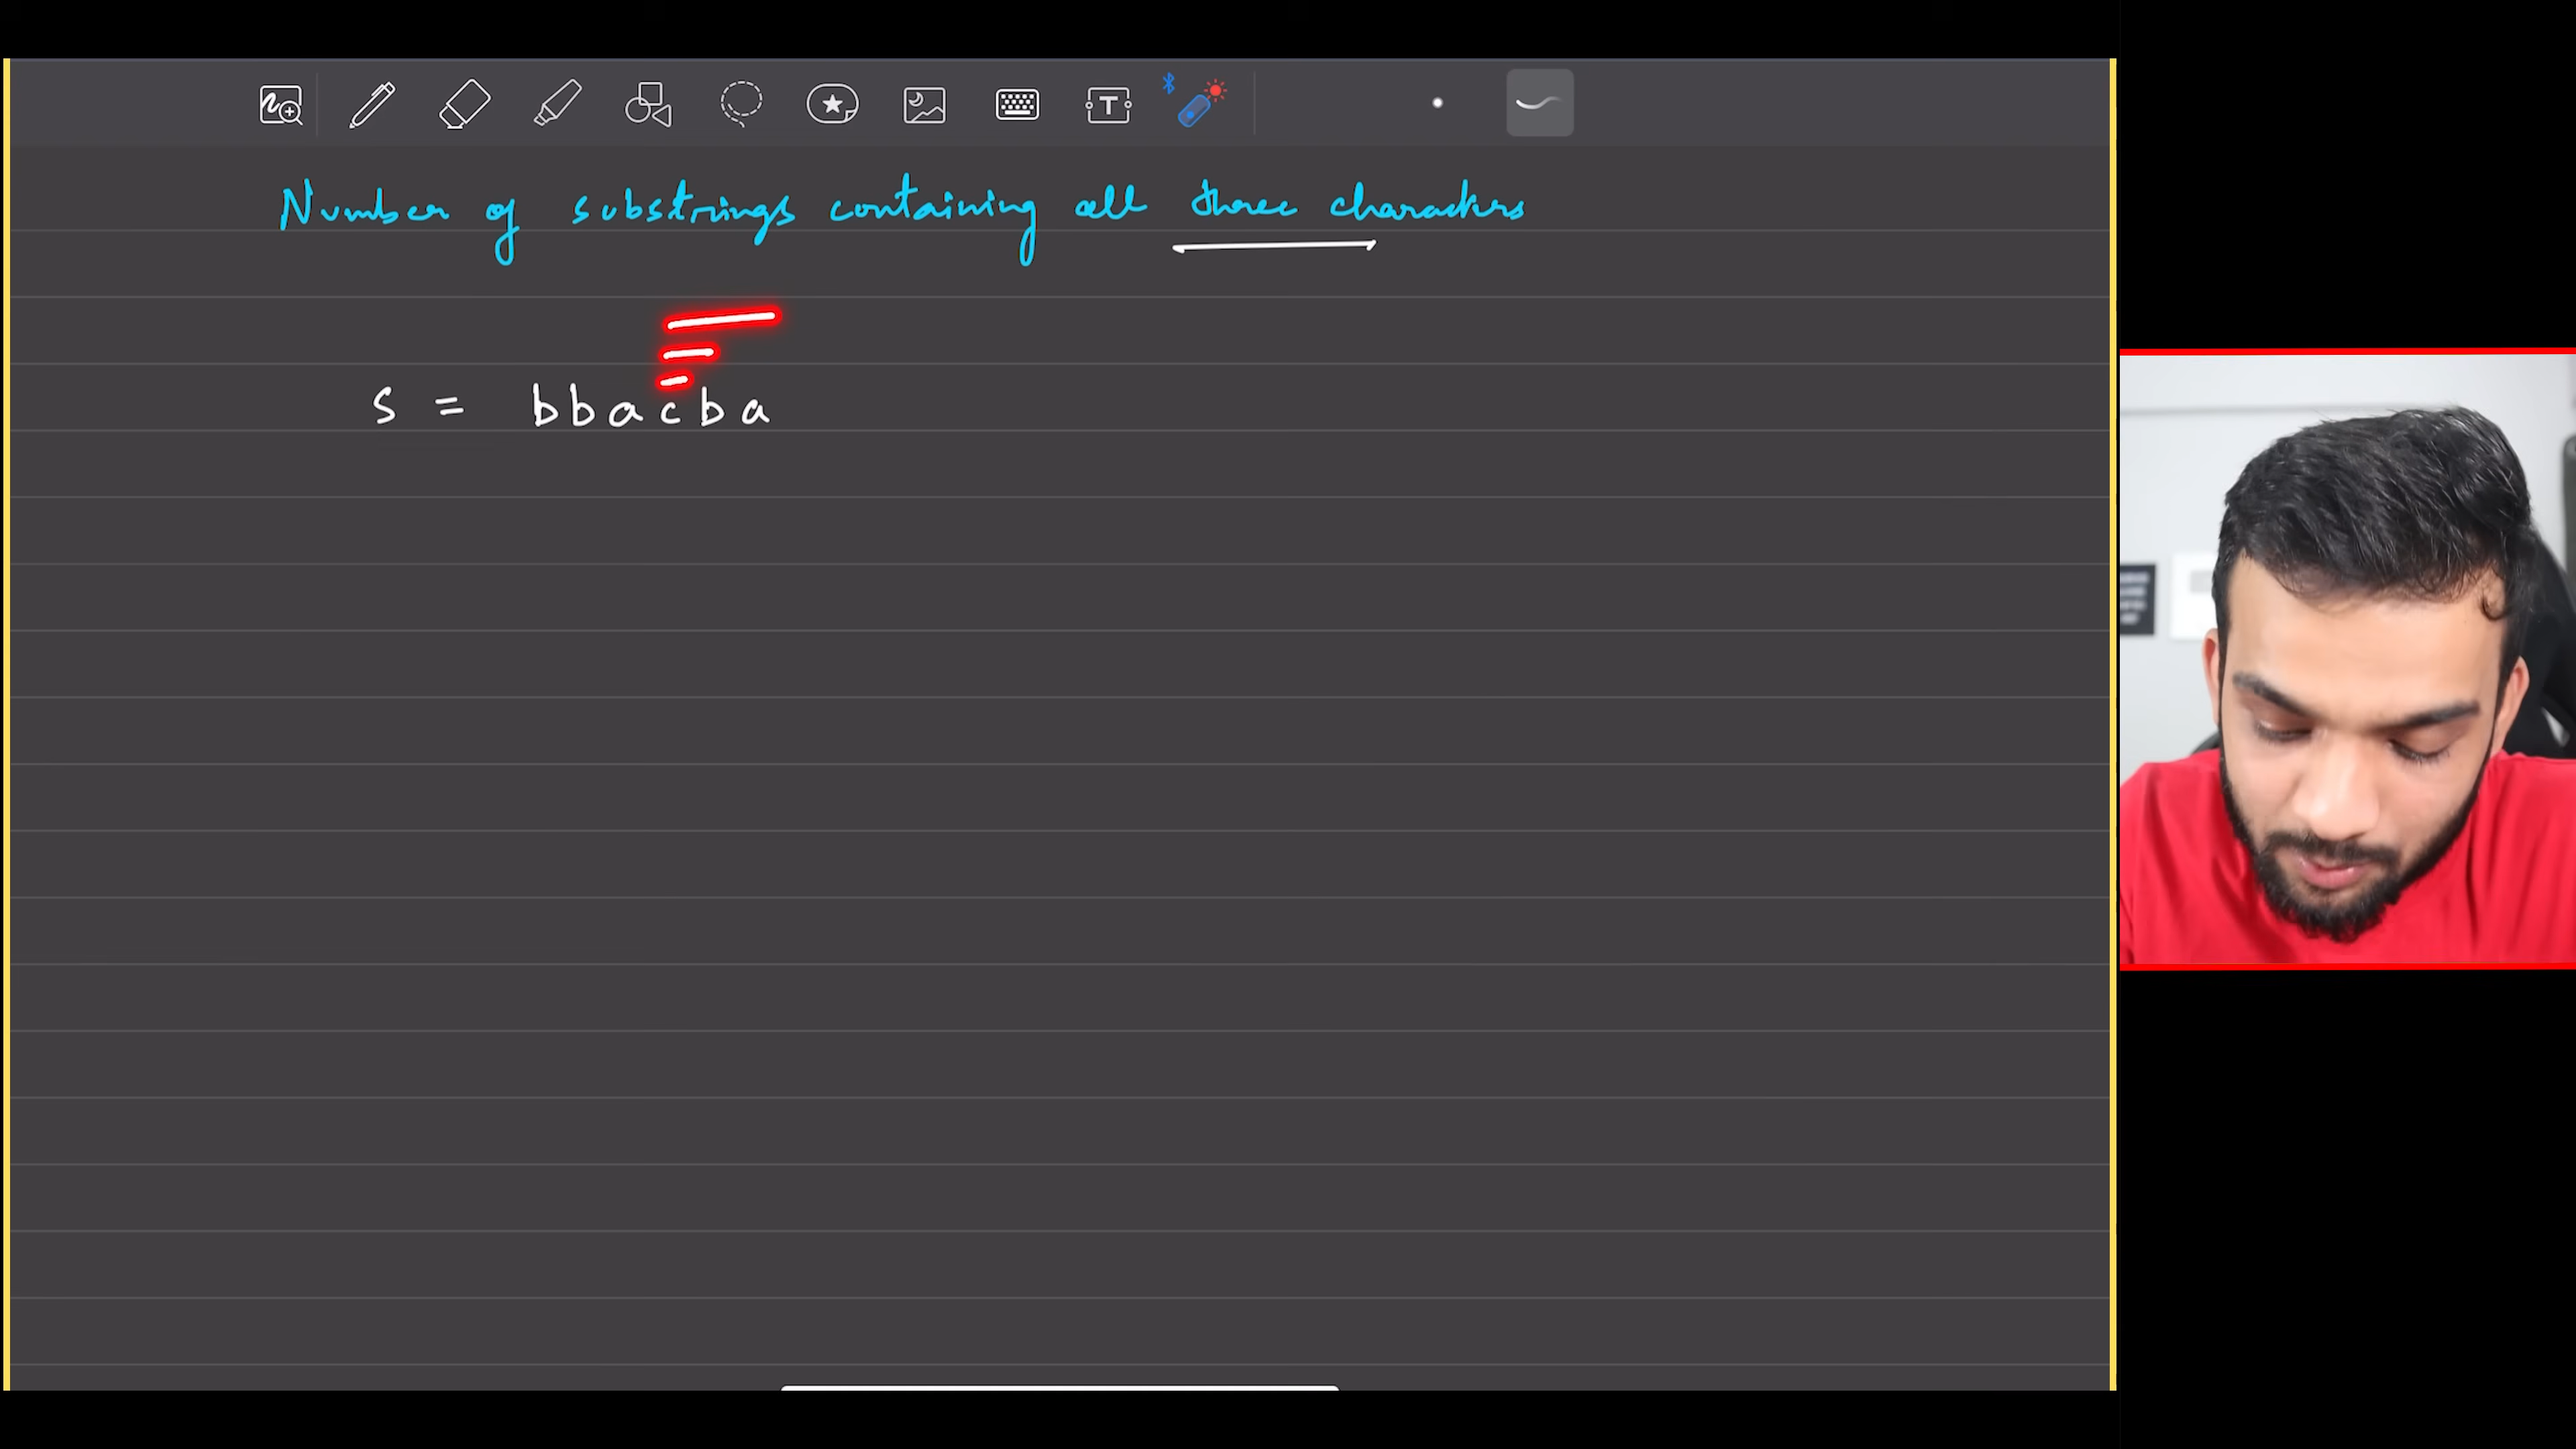 Number of substrings containing all three characters
s = bbacba